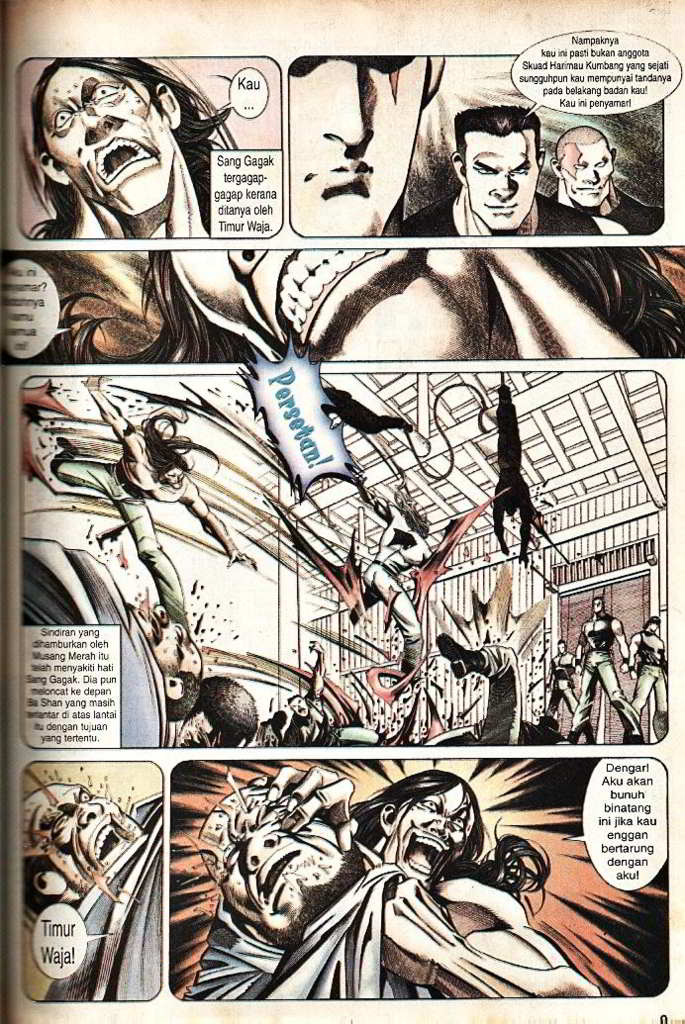 Kau
...
Sang Gagak
tergagap-
gagap kerana
ditanya oleh
Timur Waja.
Nampaknya
kau ini pasti bukan anggota
Skuad Harimau Kumbang yang sejati
sungguhpun kau mempunyai tandanya
pada belakang badan kau!
Kau ini penyamar!
ini
Persetan!
Sindiran yang
dihamburkan oleh
Musang Merah itu
telah menyakiti hati
Sang Gagak. Dia pun
meloncat ke depan
Ba Shan yang masih
terlantar di atas lantai
dengan tujuan
yang tertentu.
Timur
Waja!
Dengar!
Aku akan
bunuh
binatang
ini jika kau
enggan
bertarung
dengan
aku!